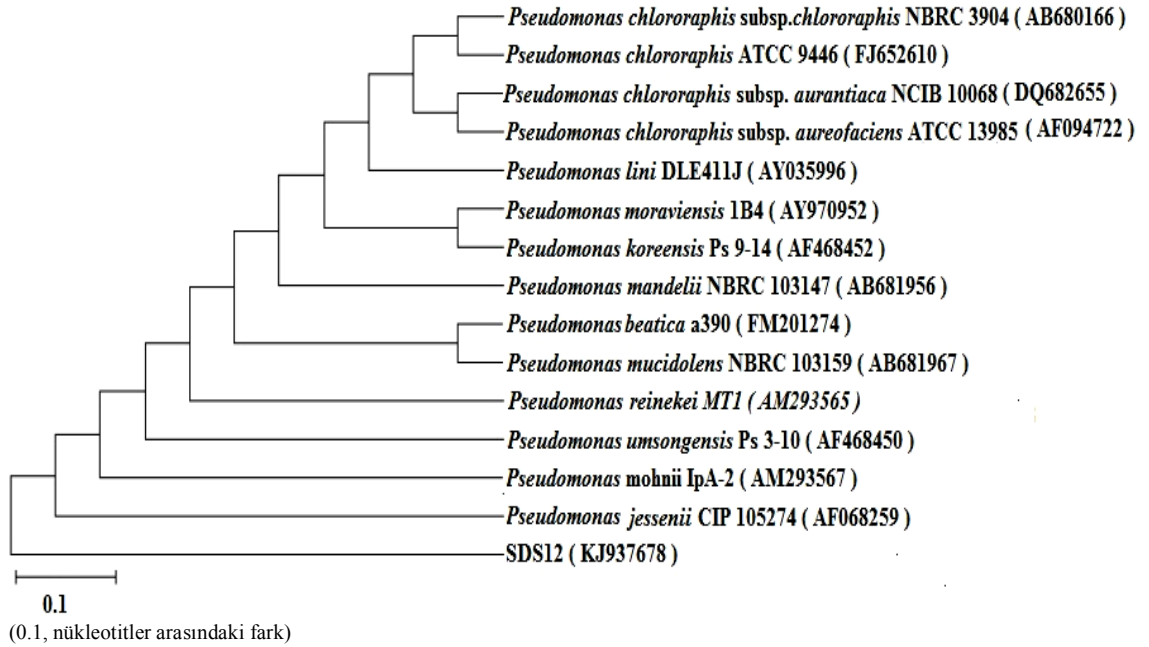 Pseudomonas chlororaphis subsp.chlororaphis NBRC 3904 ( AB680166 )
Pseudomonas chlororaphis ATCC 9446 ( FJ652610 )
Pseudomonas chlororaphis subsp. aurantiaca NCIB 10068 ( DQ682655 )
Pseudomonas chlororaphis subsp. aureofaciens ATCC 13985 ( AF094722 )
Pseudomonas lini DLE411J ( AY035996 )
Pseudomonas moraviensis 1B4 ( AY970952 )
Pseudomonas koreensis Ps 9-14 ( AF468452 )
Pseudomonas mandelii NBRC 103147 ( AB681956 )
Pseudomonas beatica a390 ( FM201274 )
Pseudomonas mucidolens NBRC 103159 ( AB681967 )
Pseudomonas reinekei MT1 ( AM293565 )
Pseudomonas umsongensis Ps 3-10 ( AF468450 )
Pseudomonas mohnii IpA-2 ( AM293567 )
Pseudomonas jessenii CIP 105274 ( AF068259 )
SDS12 ( KJ937678 )
0.1
(0.1, nükleotitler arasındaki fark)